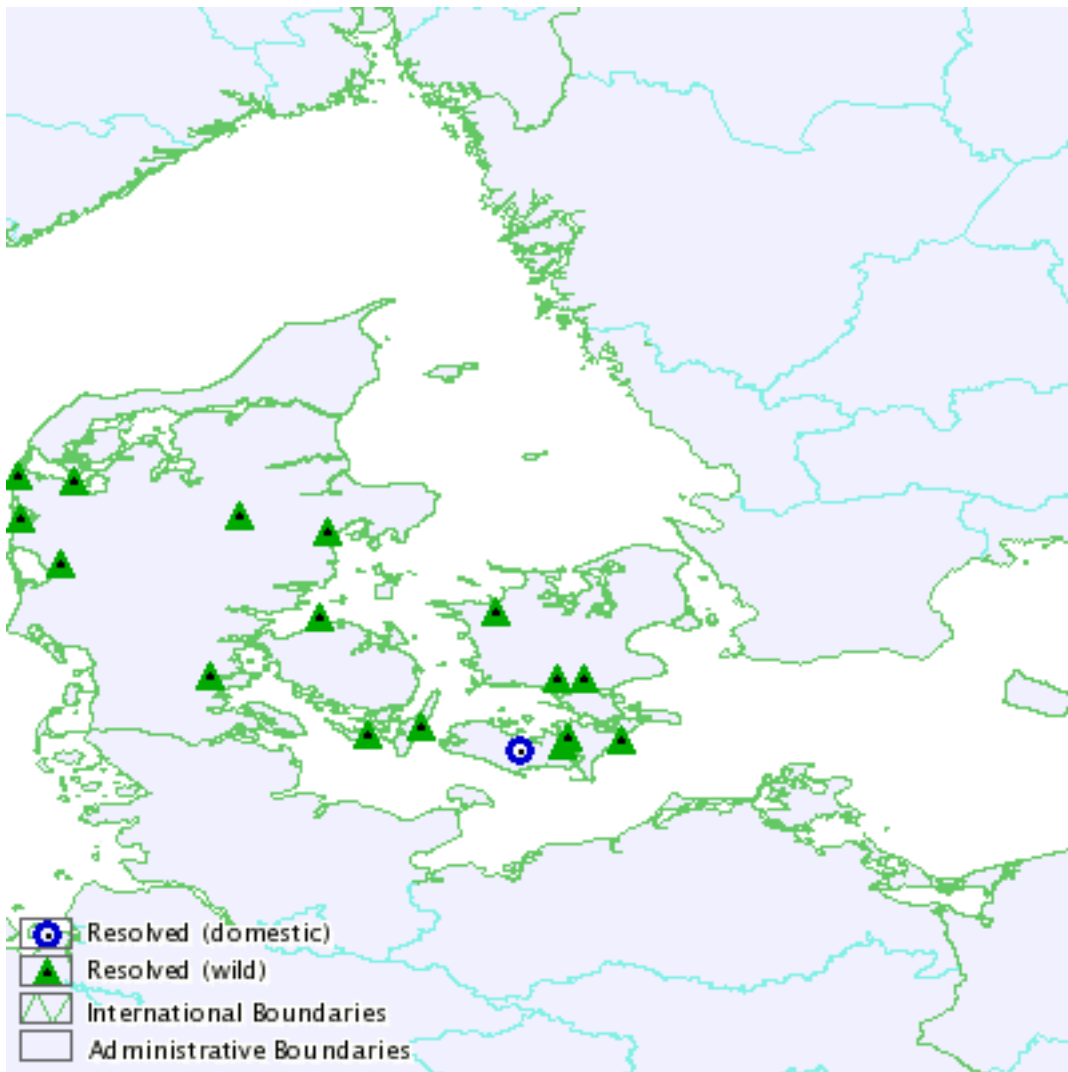 Resolved (domestic)
Resolved (wild)
International Boundaries
Administrative Boundaries